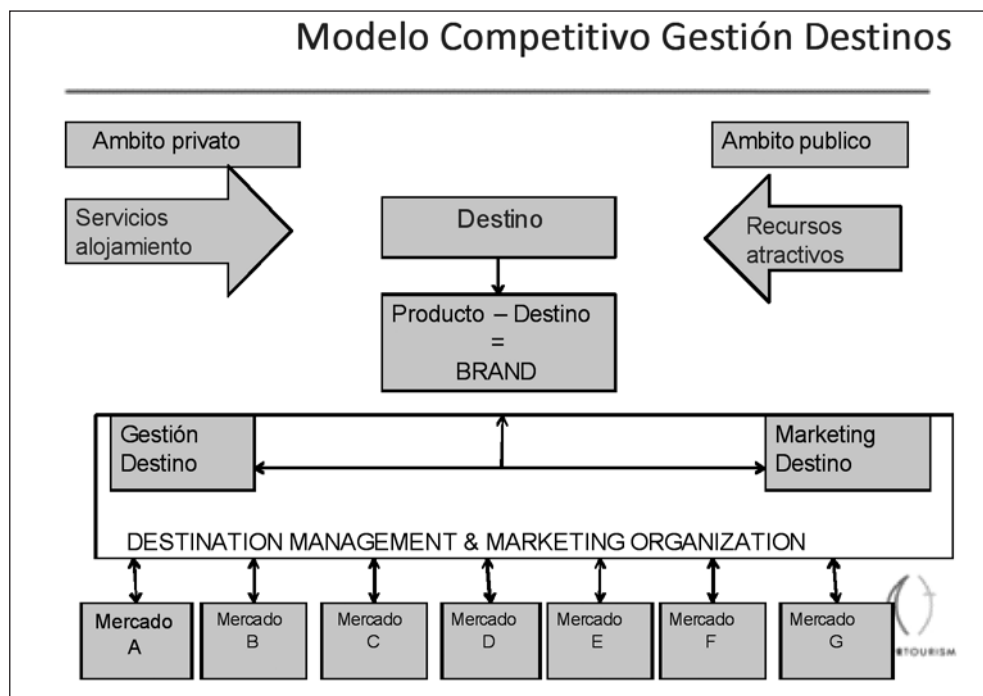 Modelo Competitivo Gestión Destinos
Ambito privato
Ambito publico
Servicios
alojamiento
Destino
Recursos
atractivos
Producto – Destino
=
BRAND
Gestión
Destino
Marketing
Destino
DESTINATION MANAGEMENT & MARKETING ORGANIZATION
Mercado
A
Mercado
B
Mercado
C
Mercado
D
Mercado
E
Mercado
F
Mercado
G